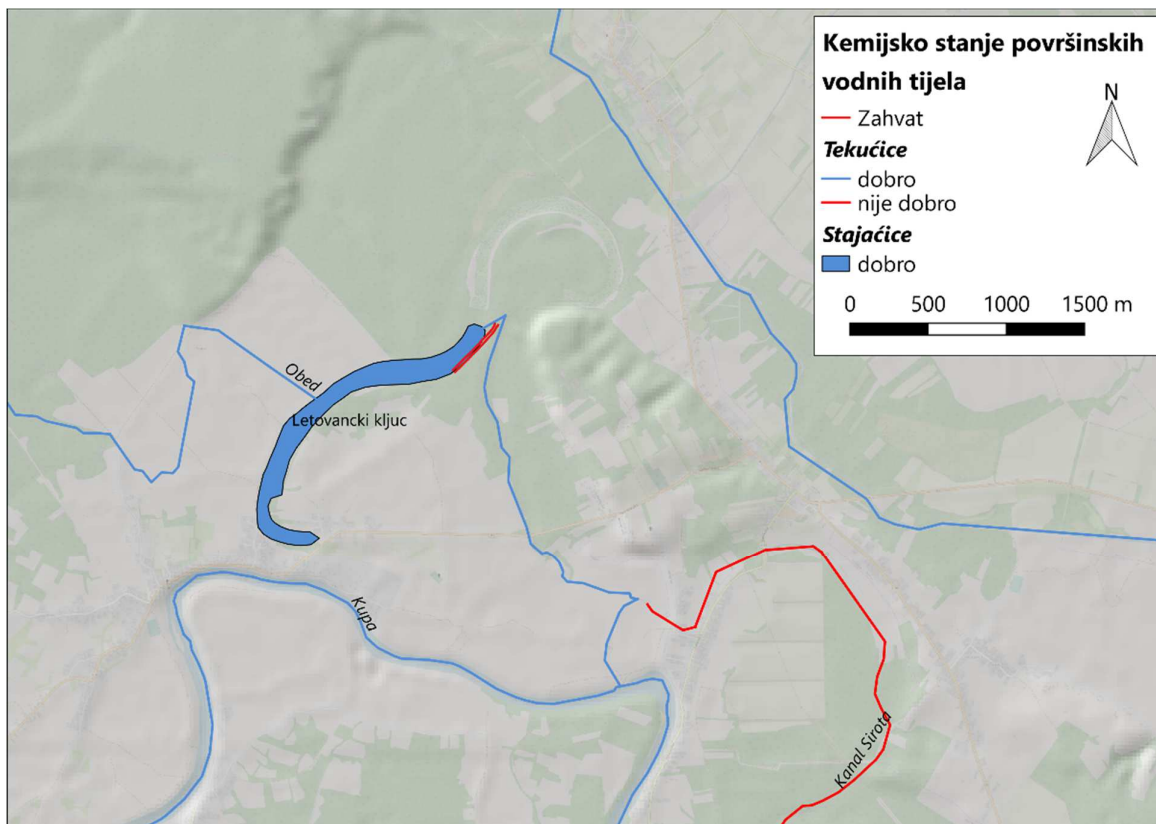 Kemijsko stanje površinskih
vodnih tijela
N
Zahvat
Tekućice
dobro
nije dobro
Stajaćice
dobro
0 500 1000 1500 m
Obed
Letovancki kljuc
Kupa
Kanal Sirota